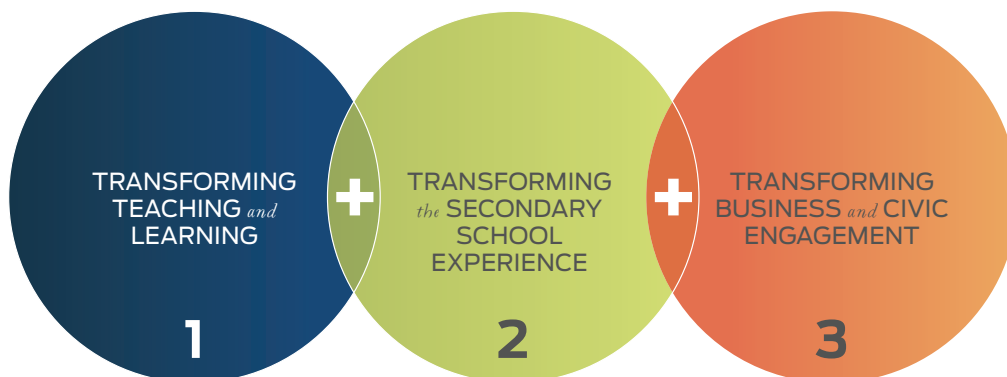 TRANSFORMING
TEACHING and
LEARNING
1
+
TRANSFORMING
the SECONDARY
SCHOOL
EXPERIENCE
2
+
TRANSFORMING
BUSINESS and CIVIC
ENGAGEMENT
3